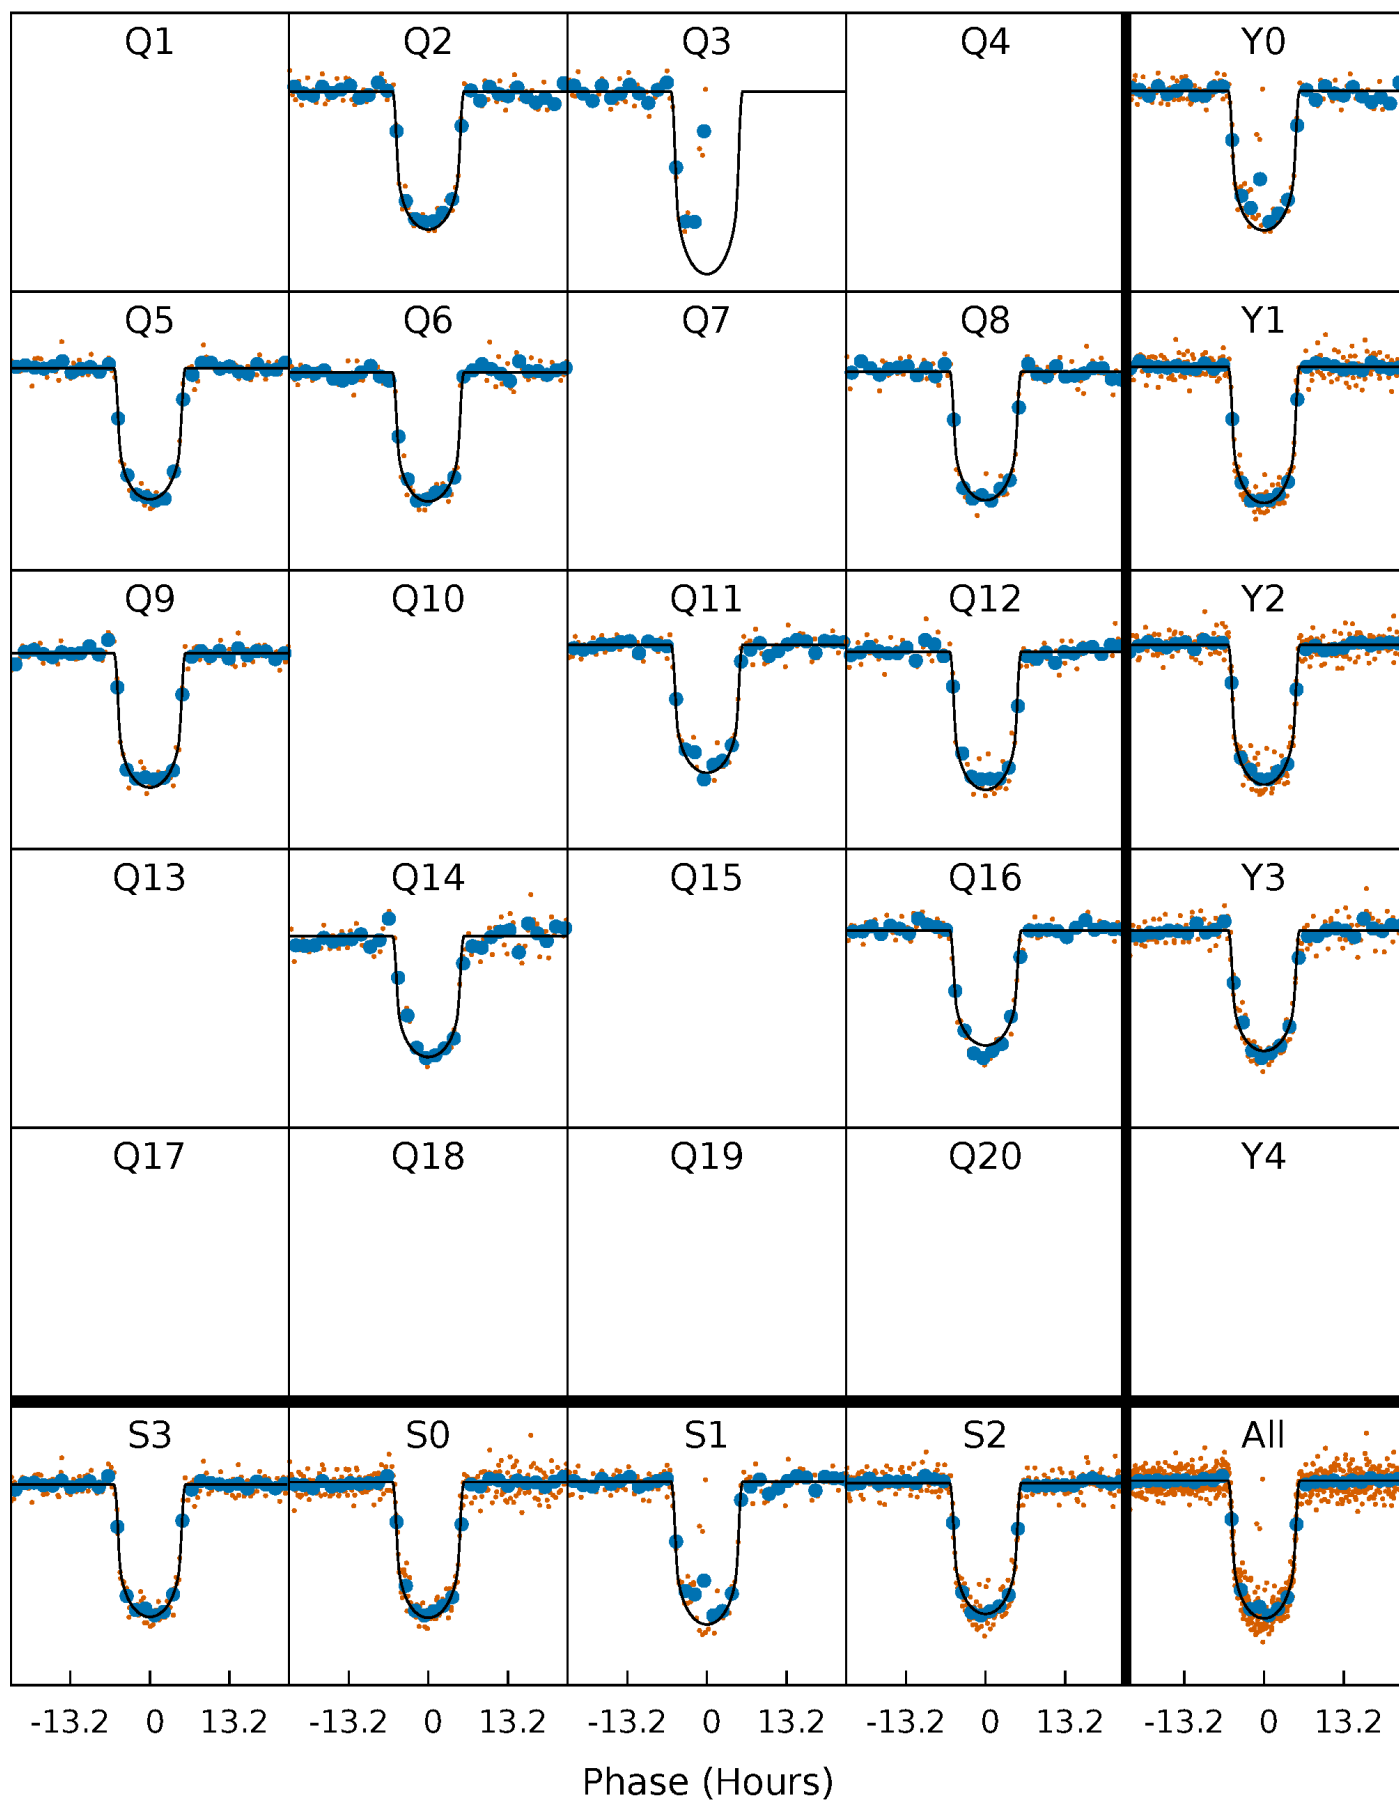 Q1 Q2 Q3 Q4 Y0
Q5 Q6 Q7 Q8 Y1
Q9 Q10 Q11 Q12 Y2
Q13 Q14 Q15 Q16 Y3
Q17 Q18 Q19 Q20 Y4
S3 S0 S1 S2 All
-13.2 0 13.2 -13.2 0 13.2 -13.2 0 13.2 -13.2 0 13.2 -13.2 0 13.2
Phase (Hours)